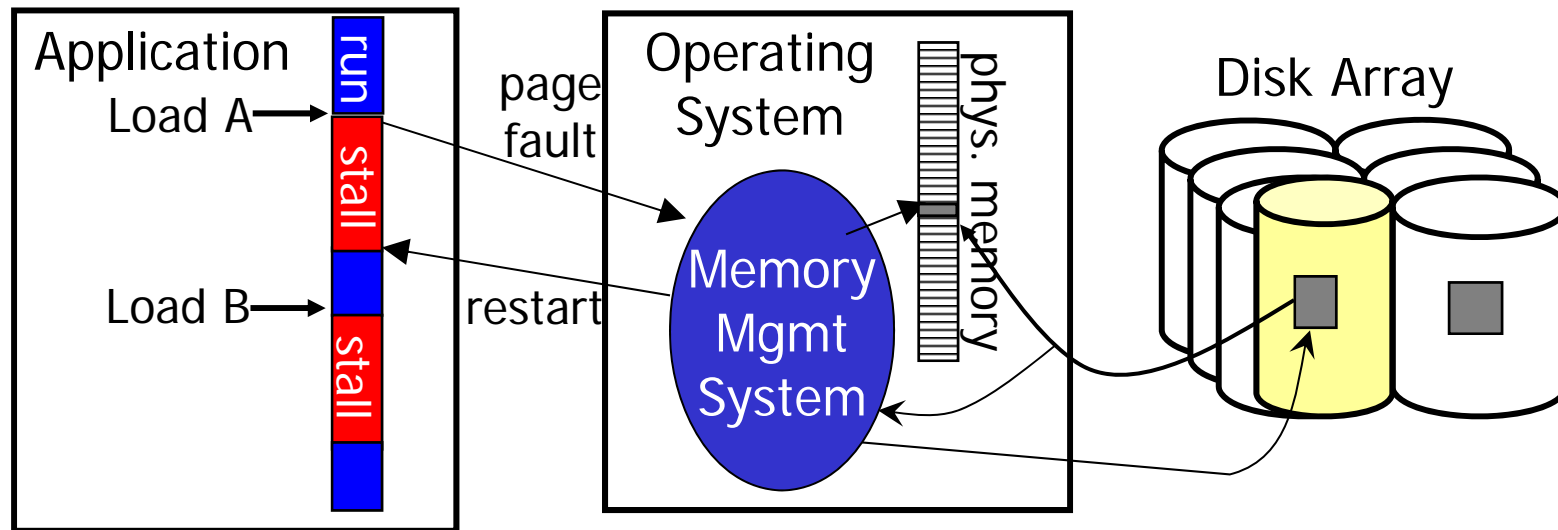 Application
run
Load A
stall
Load B
stall
page
fault
restart
Operating
System
phys. memory
Memory
Mgmt
System
Disk Array